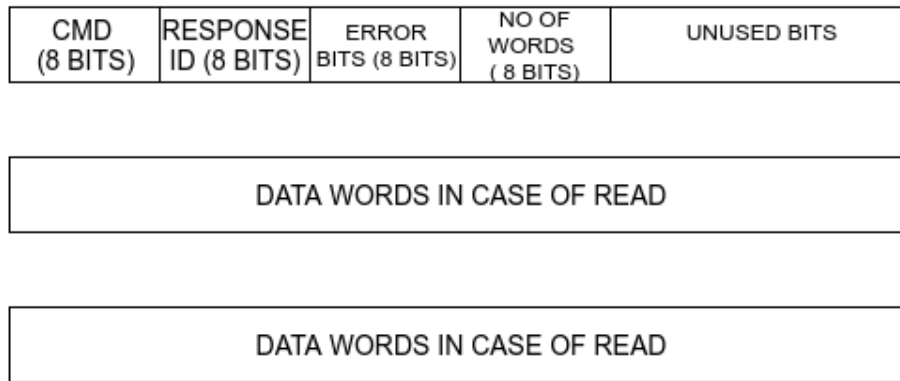 CMD
(8 BITS)
RESPONSE
ID (8 BITS)
ERROR
BITS (8 BITS)
NO OF
WORDS
( 8 BITS)
UNUSED BITS
DATA WORDS IN CASE OF READ
DATA WORDS IN CASE OF READ